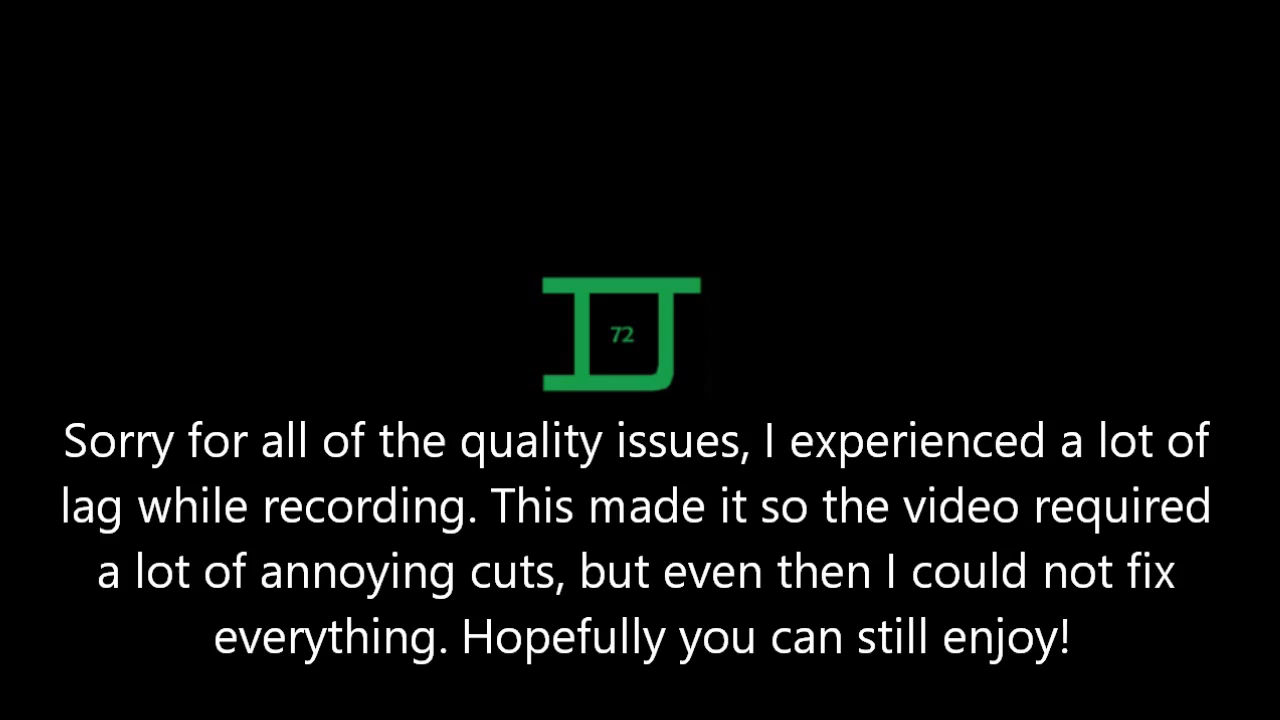 72
Sorry for all of the quality issues, I experienced a lot of
lag while recording. This made it so the video required
a lot of annoying cuts, but even then I could not fix
everything. Hopefully you can still enjoy!